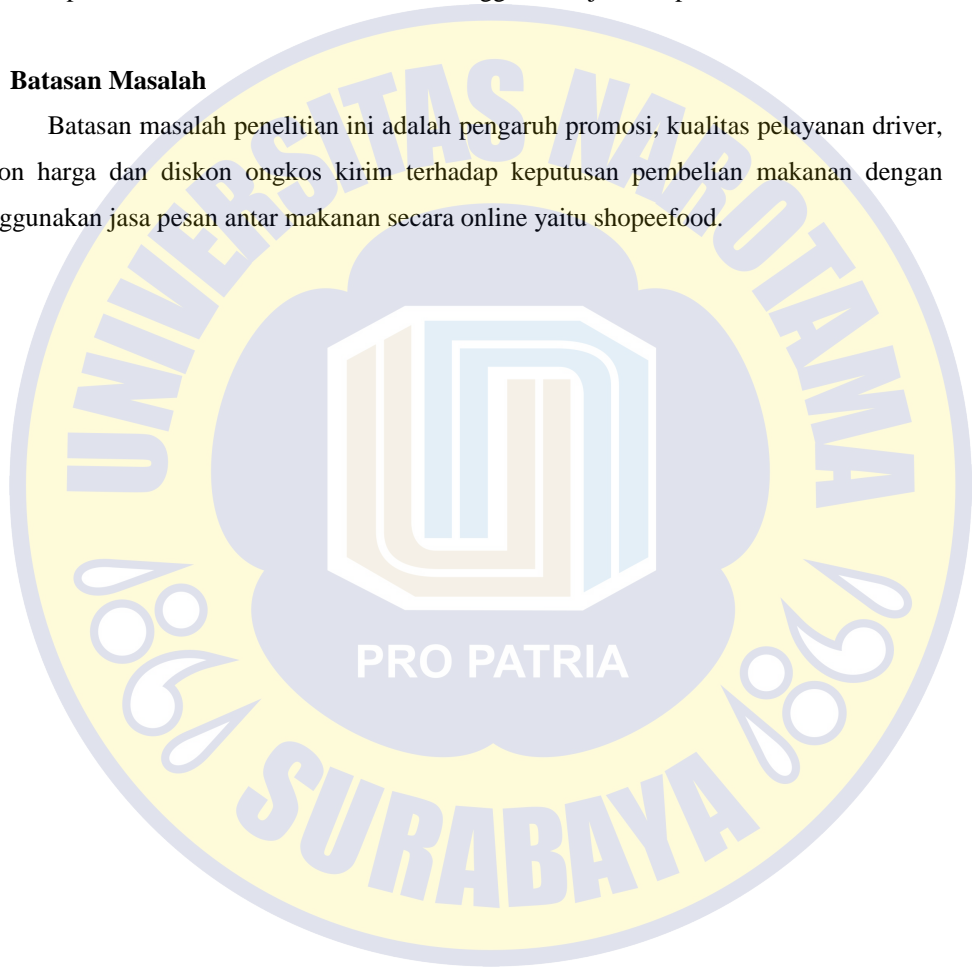 Batasan Masalah
Batasan masalah penelitian ini adalah pengaruh promosi, kualitas pelayanan driver,
on harga dan diskon ongkos kirim terhadap keputusan pembelian makanan dengan
ggunakan jasa pesan antar makanan secara online yaitu shopeefood.
UNIVERSITAS NAROTAMA
PRO PATRIA
SURABAYA